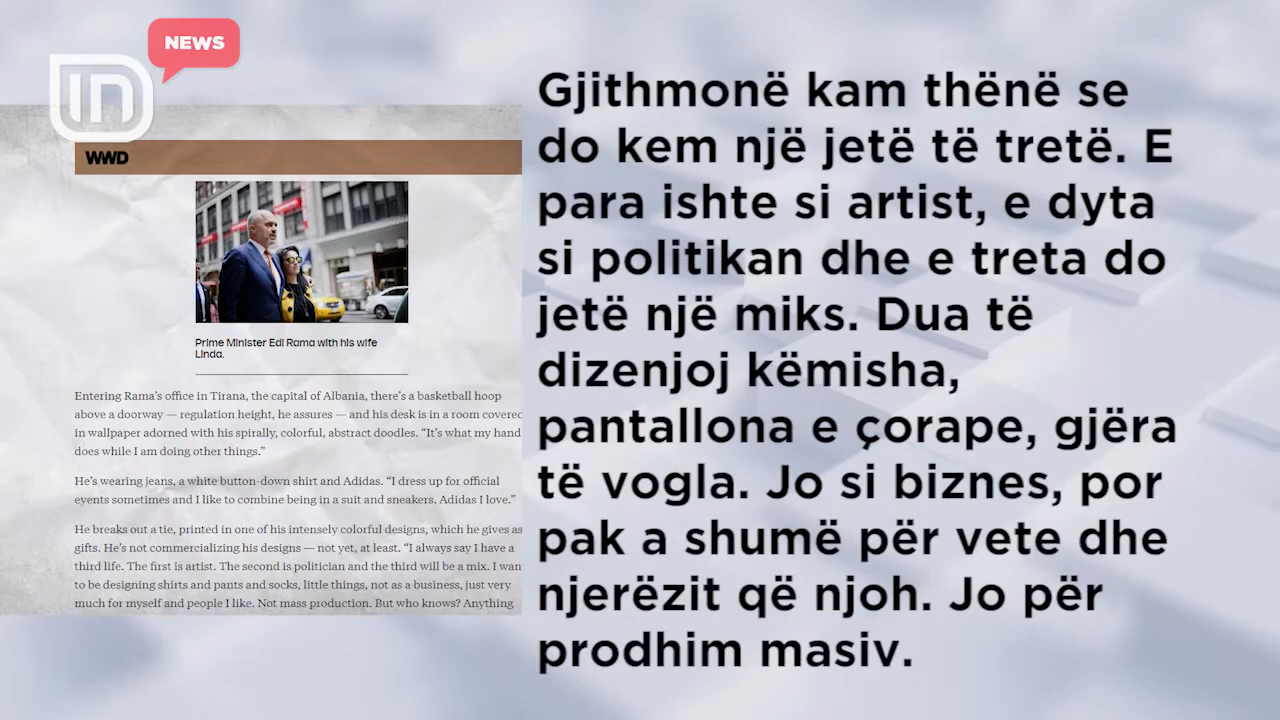 NEWS
IN
WWD
Prime Minister Edi Rama with his wife
Linda.
Entering Rama's office in Tirana, the capital of Albania, there's a basketball hoop
above a doorway — regulation height, he assures — and his desk is in a room covered
in wallpaper adorned with his spirally, colorful, abstract doodles. “It's what my hand
does while I am doing other things.”
He's wearing jeans, a white button-down shirt and Adidas. “I dress up for official
eyents sometimes and I like to combine being in a suit and sneakers. Adidas I love.”
He breaks out a tie, printed in one of his intensely colorful designs, which he gives as
gifts. He's not commercializing his designs — not yet, at least. “I always say I have a
third life. The first is artist. The second is politician and the third will be a mix. I wan
to be designing shirts and pants and socks, little things, not as a business, just very
much for myself and people I like. Not mass production. But who knows? Anything
Gjithmonë kam thënë se
do kem një jetë të tretë. E
para ishte si artist, e dyta
si politikan dhe e treta do
jetë një miks. Dua të
dizenjoj këmisha,
pantallona e çorape, gjëra
të vogla. Jo si biznes, por
pak a shumë për vete dhe
njerëzit që njoh. Jo për
prodhim masiv.